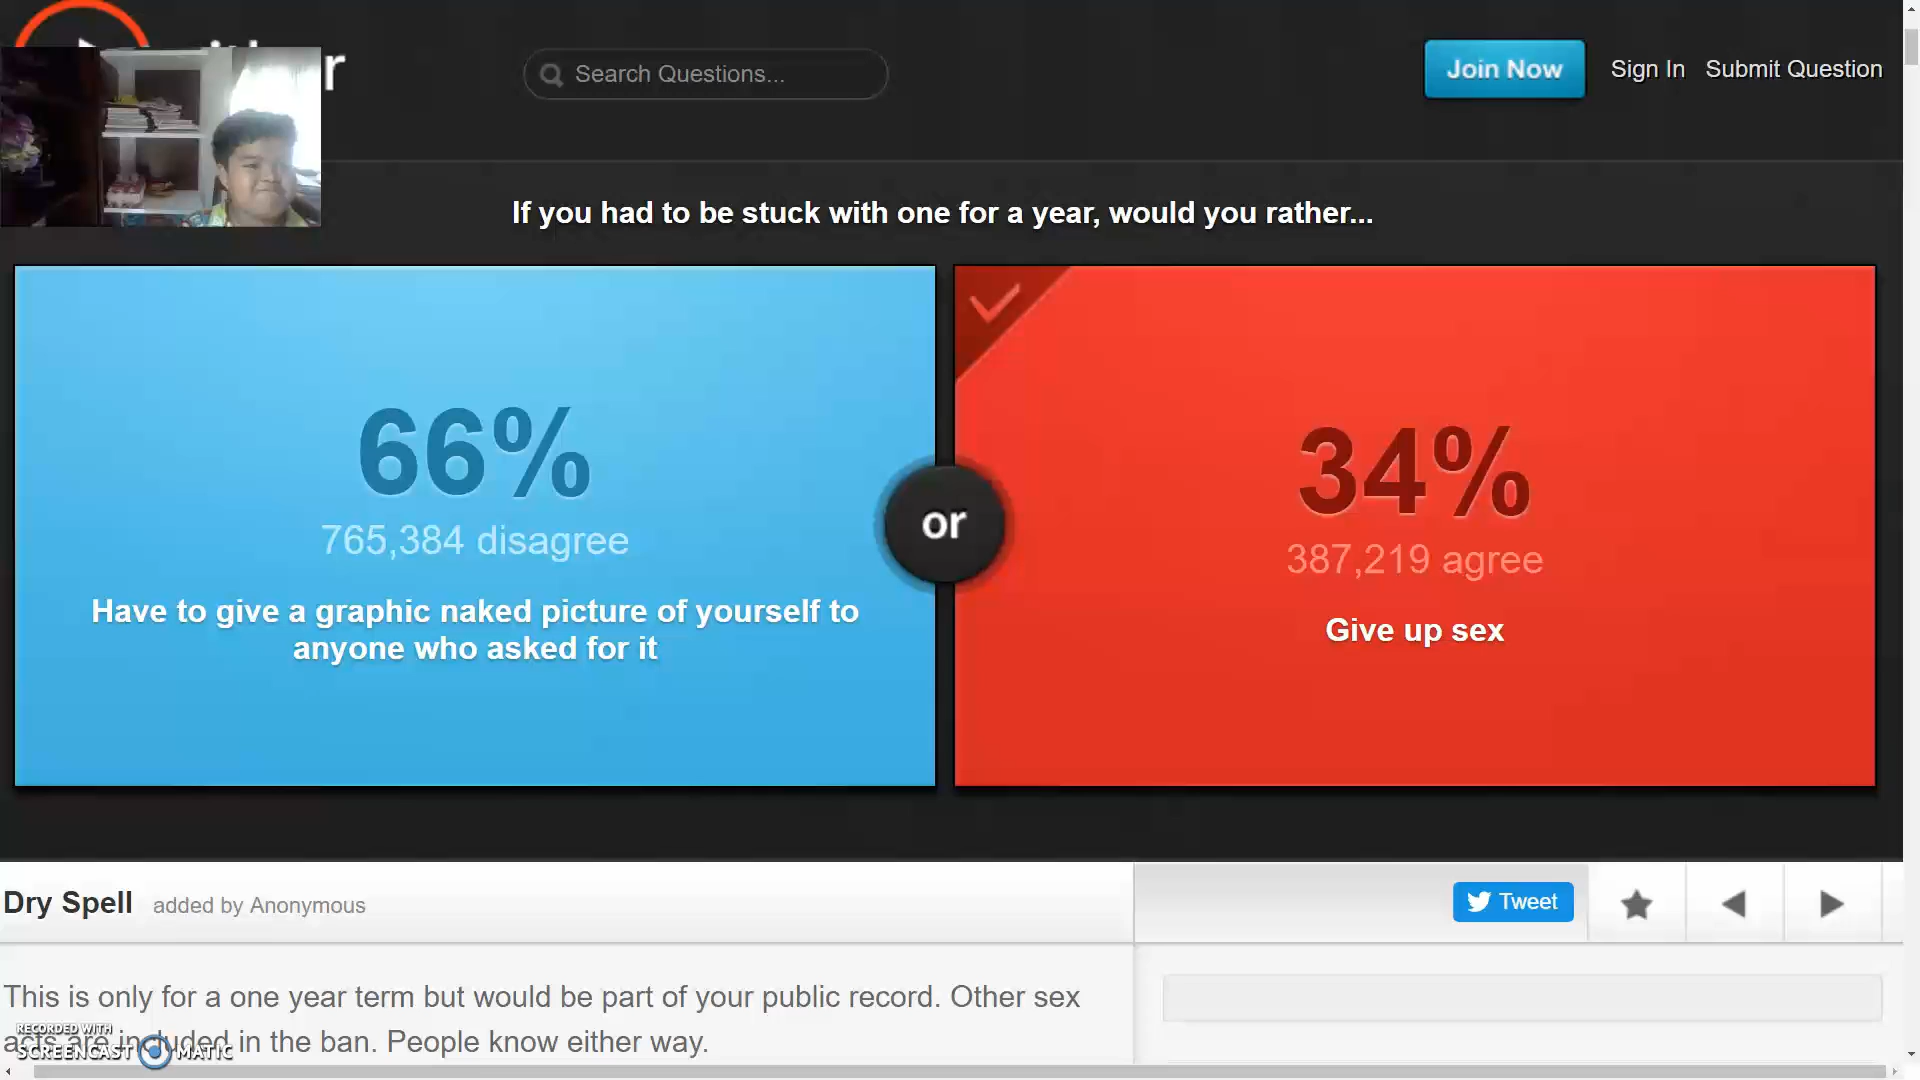 r
Search Questions...
Join Now
Sign In
Submit Question
If you had to be stuck with one for a year, would you rather...
66%
765,384 disagree
Have to give a graphic naked picture of yourself to
anyone who asked for it
or
34%
387,219 agree
Give up sex
Dry Spell added by Anonymous
Tweet
This is only for a one year term but would be part of your public record. Other sex
acts are included in the ban. People know either way.
RECORDED WITH
SCREENCAST MATIC